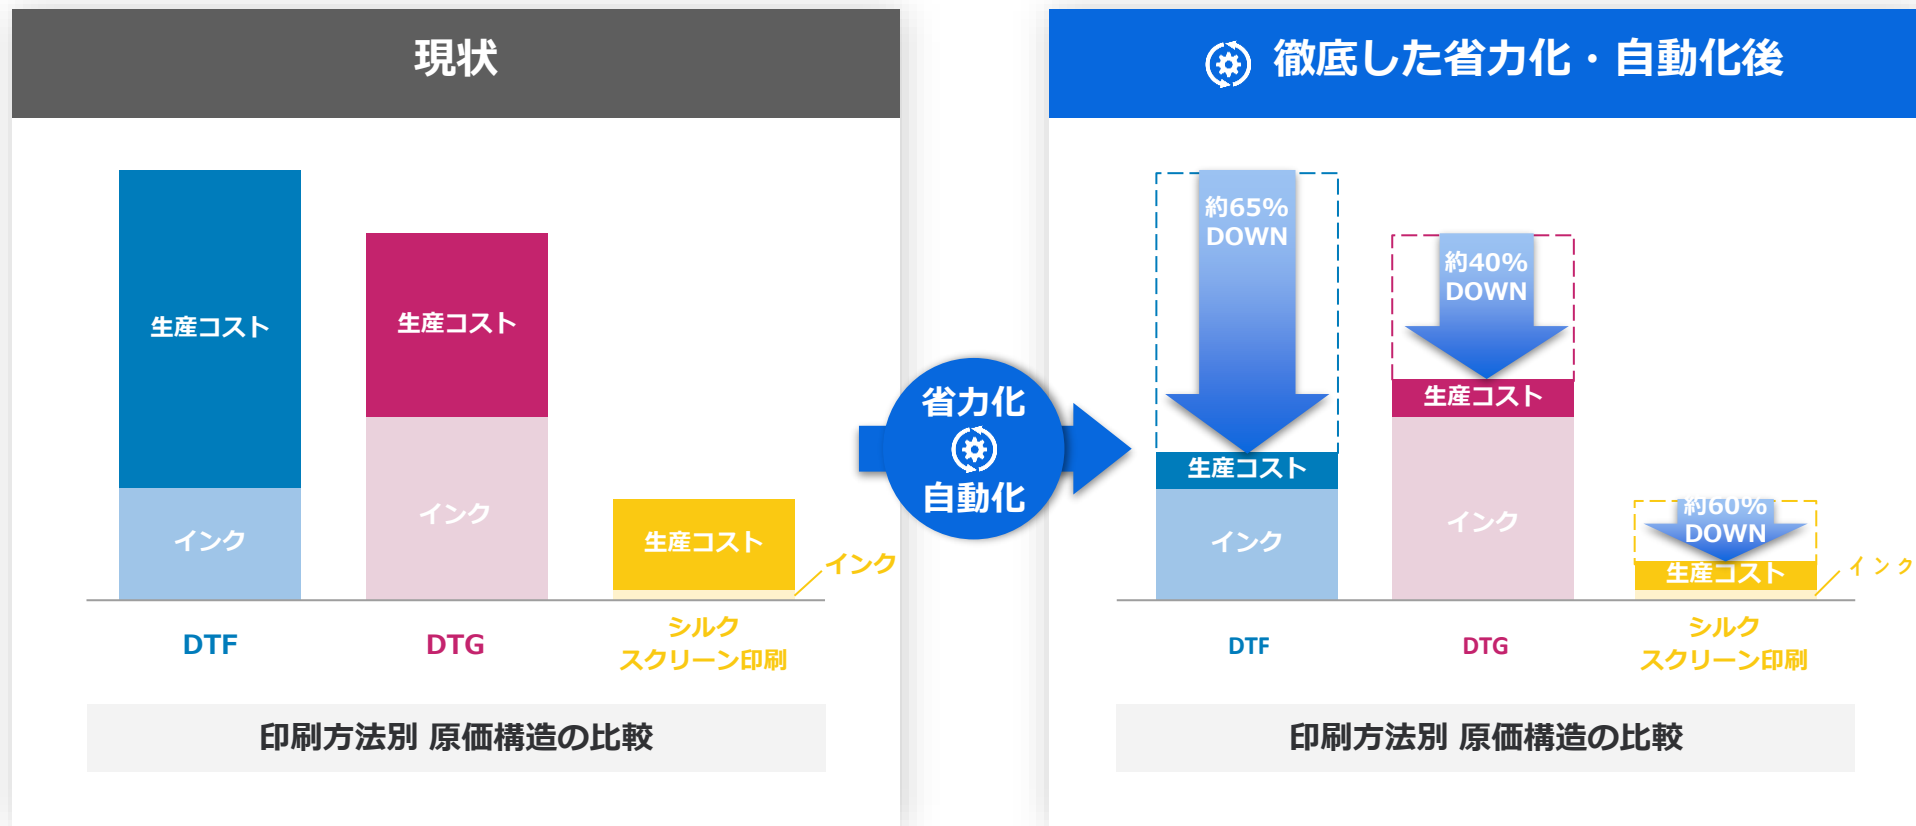 現状
生産コスト
インク
生産コスト
インク
生産コスト
インク
DTF
DTG
シルク
スクリーン印刷
印刷方法別 原価構造の比較
省力化
自動化
徹底した省力化・自動化後
約65%
DOWN
生産コスト
インク
約40%
DOWN
生産コスト
インク
約60%
DOWN
生産コスト
インク
DTF
DTG
シルク
スクリーン印刷
印刷方法別 原価構造の比較